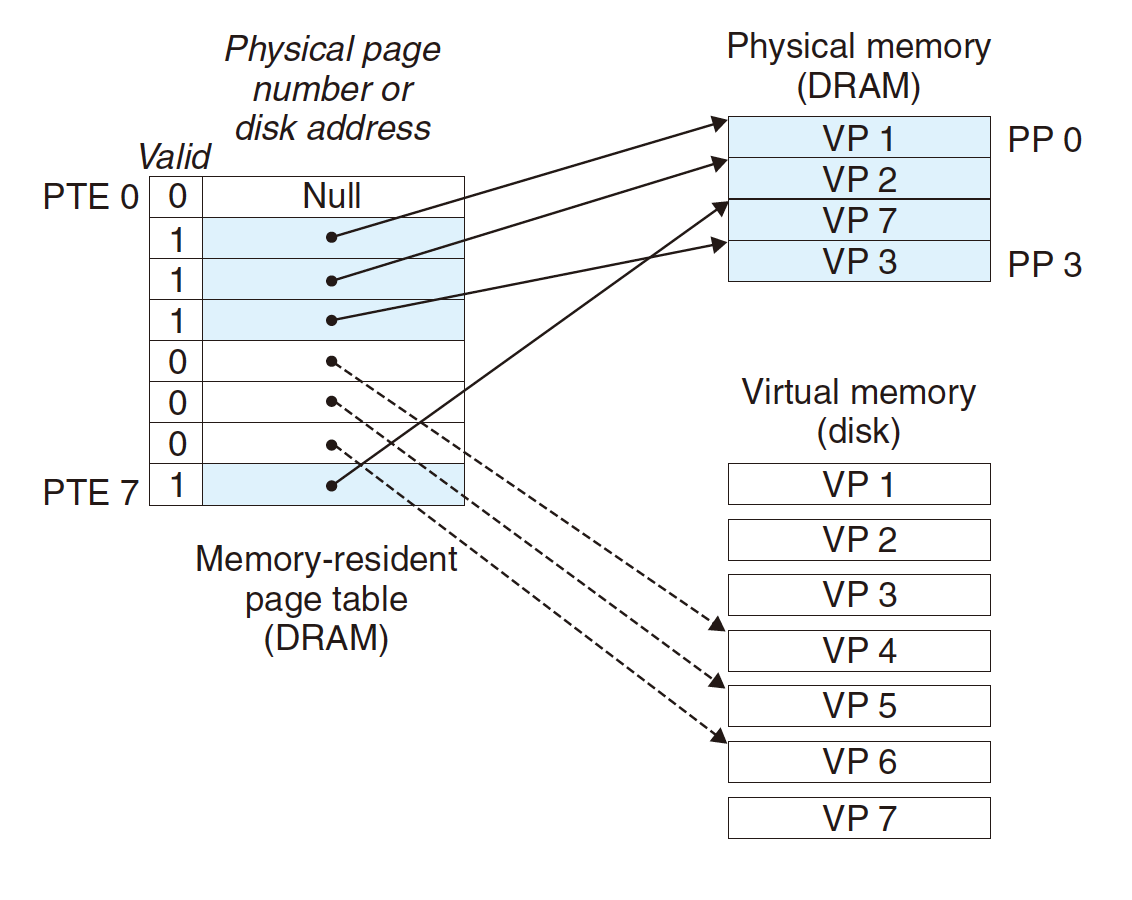 Physical page
number or
disk address
Valid
PTE 0 0 Null
1
1
1
0
0
0
PTE 7 1
Memory-resident
page table
(DRAM)
Physical memory
(DRAM)
VP 1 PP 0
VP 2
VP 7
VP 3 PP 3
Virtual memory
(disk)
VP 1
VP 2
VP 3
VP 4
VP 5
VP 6
VP 7